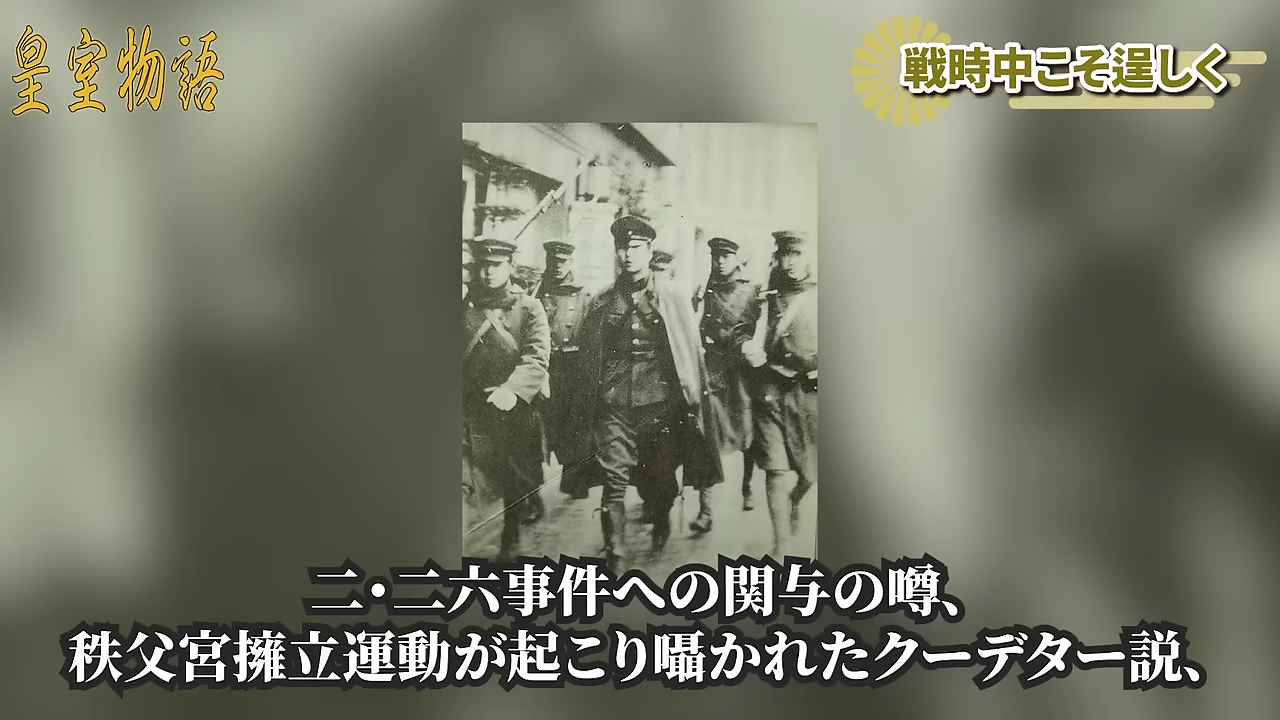 皇室物語
戦時中こそ逞しく
二・二六事件への関与の噂、
秩父宮擁立運動が起こり囁かれたクーデター説、